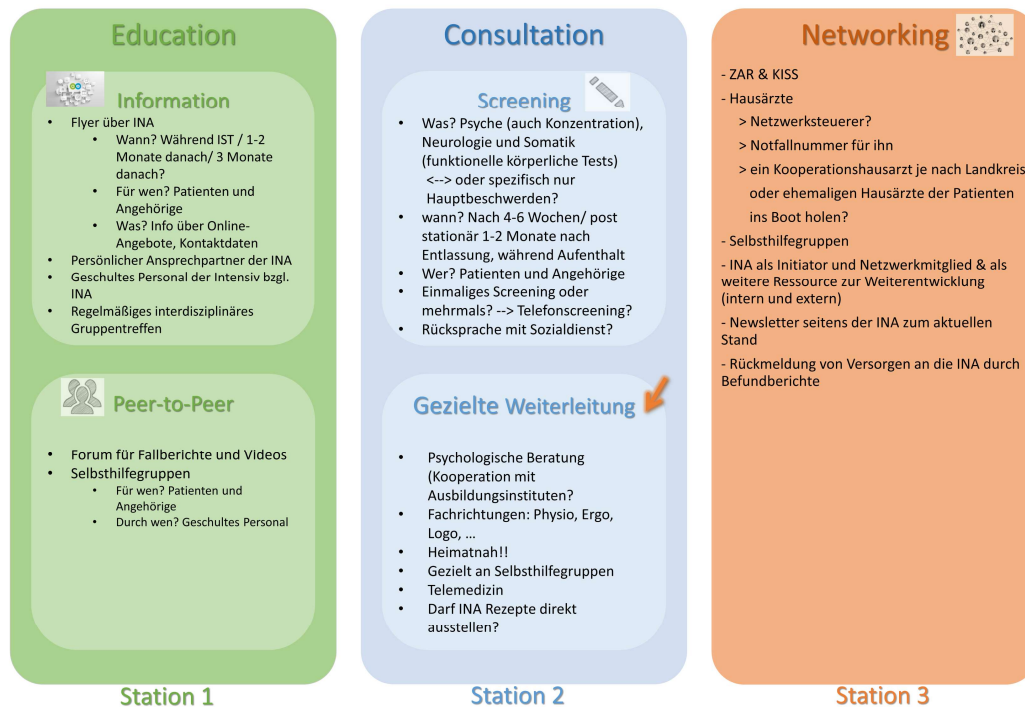 Education
Information
• Flyer über INA
• Wann? Während IST / 1-2
Monate danach/ 3 Monate
danach?
• Für wen? Patienten und
Angehörige
• Was? Info über Online-
Angebote, Kontaktdaten
• Persönlicher Ansprechpartner der INA
• Geschultes Personal der Intensiv bzgl.
INA
• Regelmäßiges interdisziplinäres
Gruppentreffen
Peer-to-Peer
• Forum für Fallberichte und Videos
• Selbsthilfegruppen
• Für wen? Patienten und
Angehörige
• Durch wen? Geschultes Personal
Station 1
Consultation
Screening
• Was? Psyche (auch Konzentration),
Neurologie und Somatik
(funktionelle körperliche Tests)
<--> oder spezifisch nur
Hauptbeschwerden?
• wann? Nach 4-6 Wochen/ post
stationär 1-2 Monate nach
Entlassung, während Aufenthalt
• Wer? Patienten und Angehörige
• Einmaliges Screening oder
mehrmals? --> Telefonscreening?
• Rücksprache mit Sozialdienst?
Gezielte Weiterleitung
• Psychologische Beratung
(Kooperation mit
Ausbildungsinstituten?
• Fachrichtungen: Physio, Ergo,
Logo, ...
• Heimatnah!!
• Gezielt an Selbsthilfegruppen
• Telemedizin
• Darf INA Rezepte direkt
ausstellen?
Station 2
Networking
- ZAR & KISS
- Hausärzte
> Netzwerksteuerer?
> Notfallnummer für ihn
> ein Kooperationshausarzt je nach Landkreis
oder ehemaligen Hausärzte der Patienten
ins Boot holen?
- Selbsthilfegruppen
- INA als Initiator und Netzwerkmitglied & als
weitere Ressource zur Weiterentwicklung
(intern und extern)
- Newsletter seitens der INA zum aktuellen
Stand
- Rückmeldung von Versorgen an die INA durch
Befundberichte
Station 3